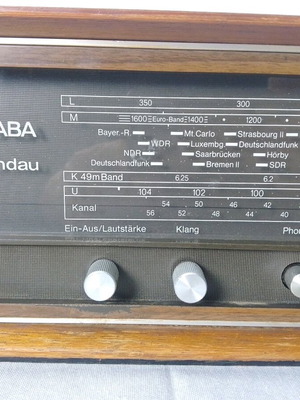 L 350 300
M 1600 Euro-Band 1400 1200
ABA
Bayer.-R. Mt.Carlo Strasbourg II
WDR Luxembg. Deutschlandfunk
NDR Saarbrücken Hörby
ndau
Deutschlandfunk Bremen II SDR
K 49m Band 6.25 6.2
U 104 102 100
Kanal 54 50 46 42
56 52 48 44 40
Ein-Aus/Lautstärke Klang Phon